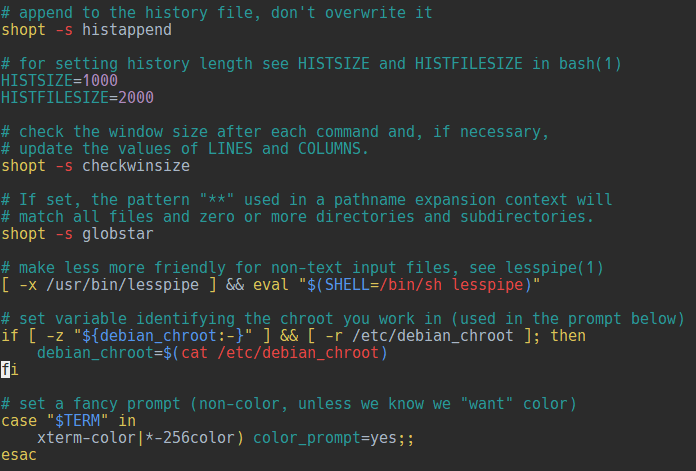 # append to the history file, don't overwrite it
shopt -s histappend
# for setting history length see HISTSIZE and HISTFILESIZE in bash(1)
HISTSIZE=1000
HISTFILESIZE=2000
# check the window size after each command and, if necessary,
# update the values of LINES and COLUMNS.
shopt -s checkwinsize
# If set, the pattern "**" used in a pathname expansion context will
# match all files and zero or more directories and subdirectories.
shopt -s globstar
# make less more friendly for non-text input files, see lesspipe(1)
[ -x /usr/bin/lesspipe ] && eval "$(SHELL=/bin/sh lesspipe)"
# set variable identifying the chroot you work in (used in the prompt below)
if [ -z "${debian_chroot:-}" ] && [ -r /etc/debian_chroot ]; then
    debian_chroot=$(cat /etc/debian_chroot)
fi
# set a fancy prompt (non-color, unless we know we "want" color)
case "$TERM" in
    xterm-color|*-256color) color_prompt=yes;;
esac